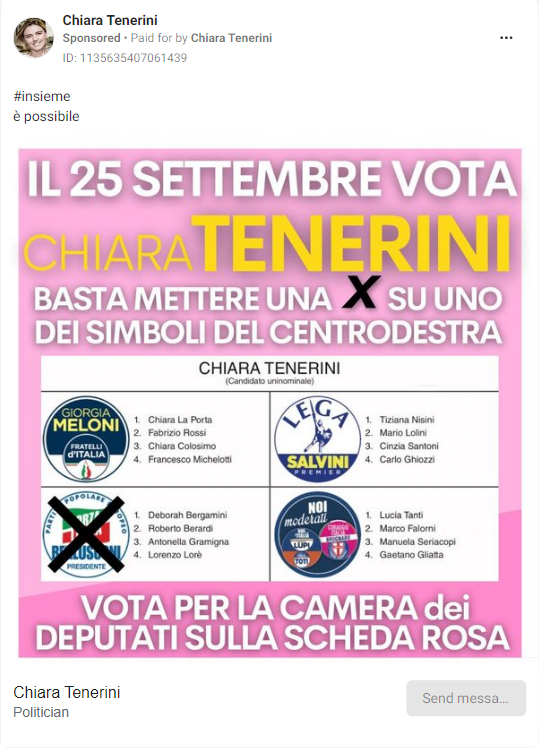 Chiara Tenerini
Sponsored • Paid for by Chiara Tenerini
ID: 1135635407061439
#insieme
è possibile
IL 25 SETTEMBRE VOTA
CHIARA TENERINI
BASTA METTERE UNA X SU UNO
DEI SIMBOLI DEL CENTRODESTRA
CHIARA TENERINI
(Candidato uninominale)
GIORGIA
MELONI
FRATELLI
d'ITALIA
1. Chiara La Porta
2. Fabrizio Rossi
3. Chiara Colosimo
4. Francesco Michelotti
LEGA
SALVINI
PREMIER
1. Tiziana Nisini
2. Mario Lolini
3. Cinzia Santoni
4. Carlo Ghiozzi
PRESIDENTE
1. Deborah Bergamini
2. Roberto Berardi
3. Antonella Gramigna
4. Lorenzo Lorè
NOI
moderati
LUPI
TOTI
CORAGGIO
ITALIA
BRUGNARO
1. Lucia Tanti
2. Marco Falorni
3. Manuela Seriacopi
4. Gaetano Gliatta
VOTA PER LA CAMERA dei
DEPUTATI SULLA SCHEDA ROSA
Chiara Tenerini
Politician
Send messa...